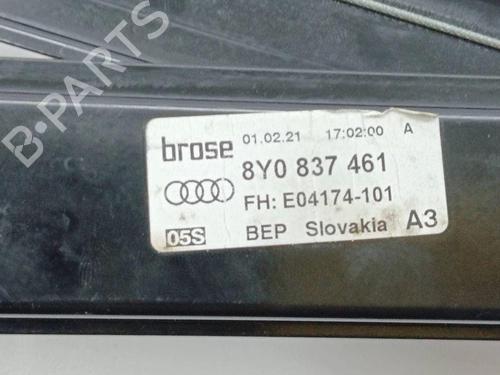 B-PARTS
brose 01.02.21 17:02:00 A
8Y0 837 461
FH: E04174-101
05S BEP Slovakia A3